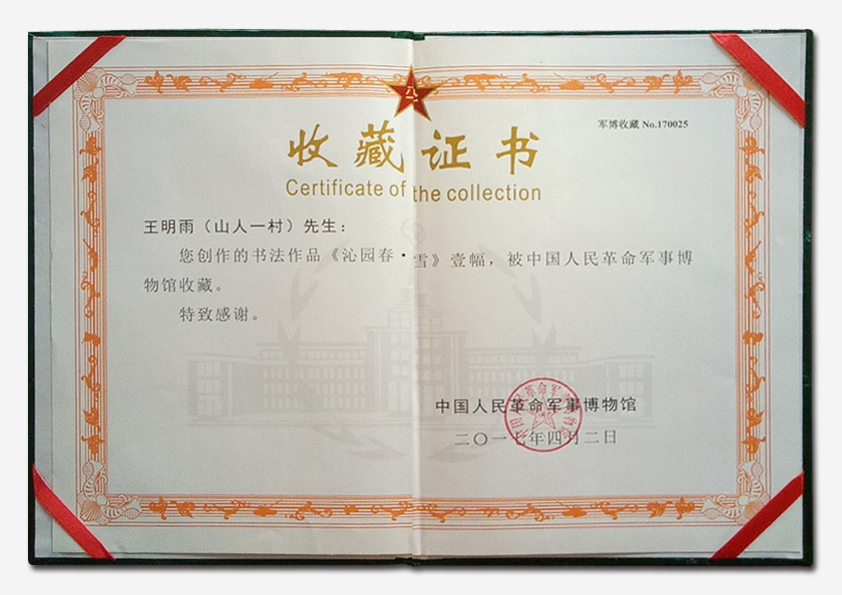 军博收藏 No.170025
收藏证书
Certificate of the collection
王明雨（山人一村）先生：
您创作的书法作品《沁园春·雪》壹幅，被中国人民革命军事博
物馆收藏。
特致感谢。
中国人民革命军事博物馆
二〇一七年四月二日